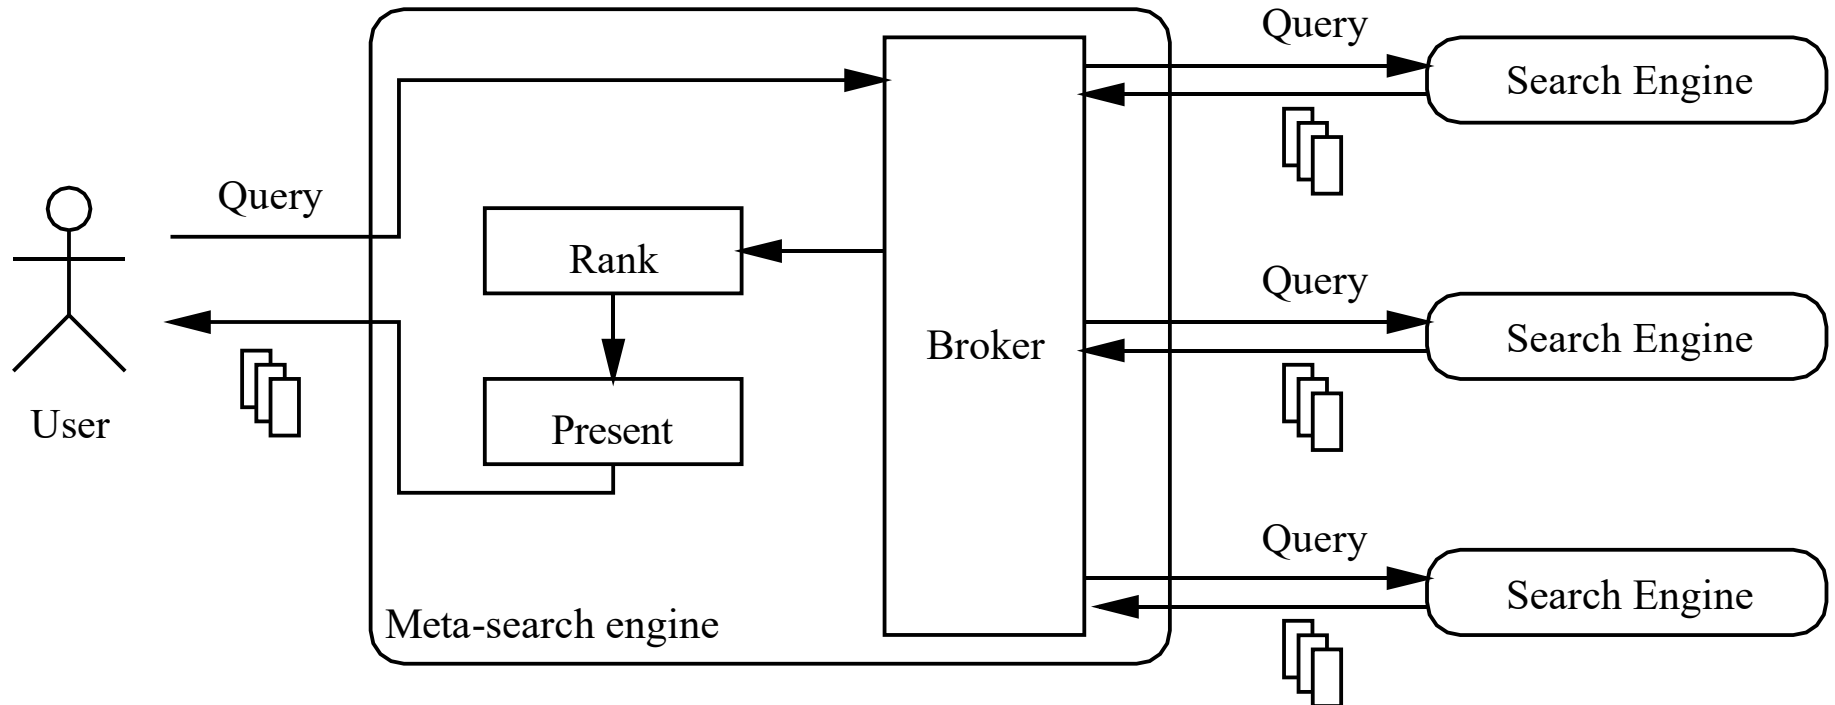 Query
Search Engine
Query
Rank
Query
Broker
Search Engine
User
Present
Query
Search Engine
Meta-search engine